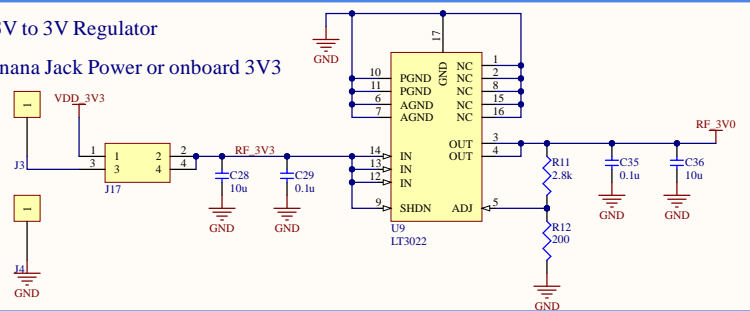 V to 3V Regulator
nana Jack Power or onboard 3V3
1
VDD_3V3
J3
1 1 2 2
3 3 4 4
J17
1
J4
GND
RF_3V3
C28
10u
GND
C29
0.1u
GND
GND
17
GND
10 PGND
11 PGND
6 AGND
7 AGND
14 IN
13 IN
12 IN
9 SHDN
NC 1
NC 2
NC 8
NC 15
NC 16
OUT 3
OUT 4
ADJ 5
U9
LT3022
R11
2.8k
R12
200
GND
C35
0.1u
GND
C36
10u
GND
RF_3V0